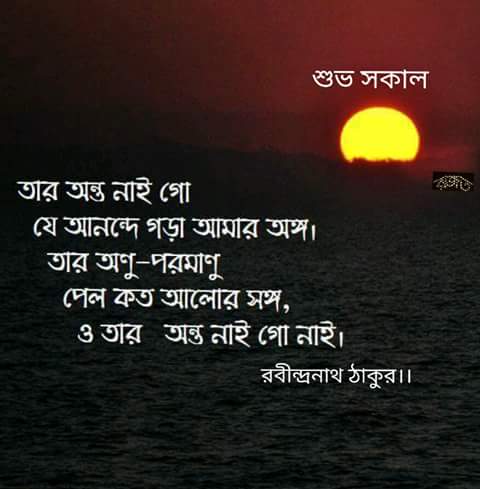 শুভ সকাল
তার অন্ত নাই গো
যে আনন্দে গড়া আমার অঙ্গ।
তার অণু-পরমাণু
পেল কত আলোর সঙ্গ,
ও তার অন্ত নাই গো নাই।
রবীন্দ্রনাথ ঠাকুর।।